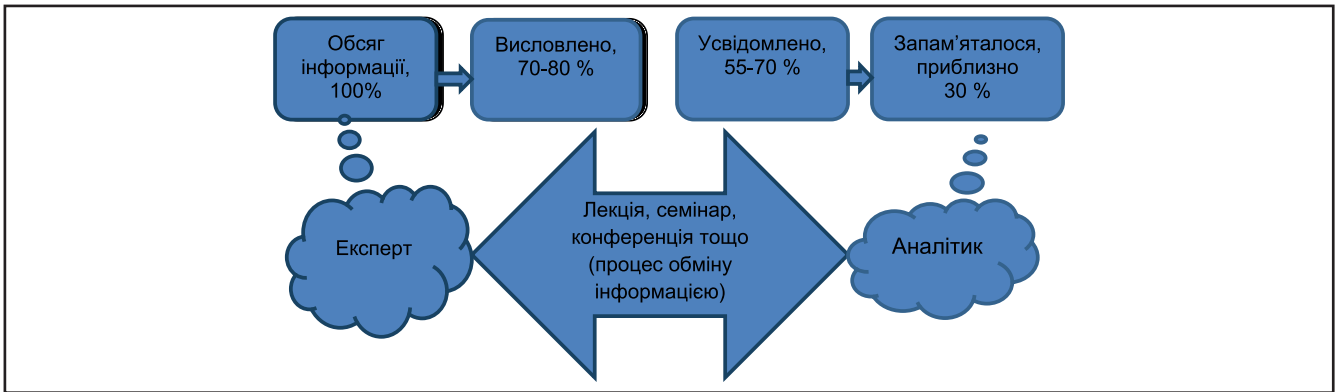 Обсяг
інформації,
100%
Висловлено,
70-80 %
Усвідомлено,
55-70 %
Запам’яталося,
приблизно
30 %
Експерт
Лекція, семінар,
конференція тощо
(процес обміну
інформацією)
Аналітик